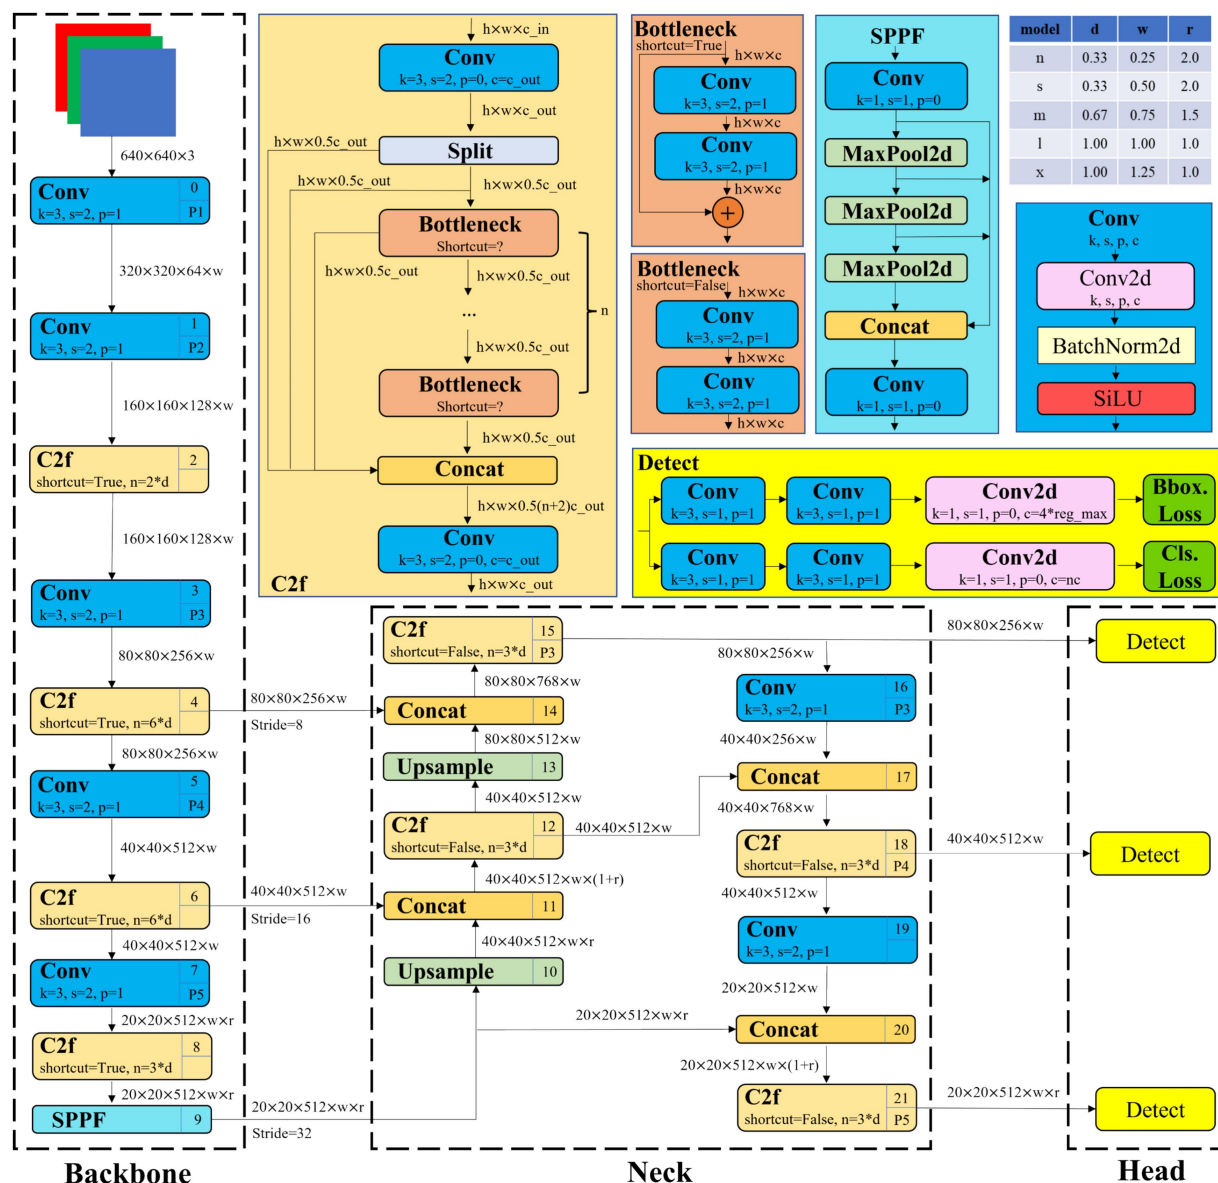 640×640×3
Conv
k=3, s=2, p=1
0
P1
320×320×64×w
Conv
k=3, s=2, p=1
1
P2
160×160×128×w
C2f
shortcut=True, n=2*d
2
160×160×128×w
Conv
k=3, s=2, p=1
3
P3
80×80×256×w
C2f
shortcut=True, n=6*d
4
80×80×256×w
Stride=8
80×80×256×w
Conv
k=3, s=2, p=1
5
P4
40×40×512×w
C2f
shortcut=True, n=6*d
6
40×40×512×w
Stride=16
40×40×512×w
Conv
k=3, s=2, p=1
7
P5
20×20×512×w×r
C2f
shortcut=True, n=3*d
8
20×20×512×w×r
SPPF
9
20×20×512×w×r
Stride=32
Backbone
h×w×c_in
Conv
k=3, s=2, p=0, c=c_out
h×w×c_out
h×w×0.5c_out
Split
h×w×0.5c_out
h×w×0.5c_out
Bottleneck
Shortcut=?
h×w×0.5c_out
h×w×0.5c_out
...
n
h×w×0.5c_out
Bottleneck
Shortcut=?
h×w×0.5c_out
Concat
h×w×0.5(n+2)c_out
Conv
k=3, s=2, p=0, c=c_out
C2f
h×w×c_out
Bottleneck
shortcut=True
h×w×c
Conv
k=3, s=2, p=1
h×w×c
Conv
k=3, s=2, p=1
h×w×c
+
Bottleneck
shortcut=False
h×w×c
Conv
k=3, s=2, p=1
h×w×c
Conv
k=3, s=2, p=1
h×w×c
SPPF
Conv
k=1, s=1, p=0
MaxPool2d
MaxPool2d
MaxPool2d
Concat
Conv
k=1, s=1, p=0
model d w r
n 0.33 0.25 2.0
s 0.33 0.50 2.0
m 0.67 0.75 1.5
l 1.00 1.00 1.0
x 1.00 1.25 1.0
Conv
k, s, p, c
Conv2d
k, s, p, c
BatchNorm2d
SiLU
Detect
Conv
k=3, s=1, p=1
Conv
k=3, s=1, p=1
Conv2d
k=1, s=1, p=0, c=4*reg_max
Bbox.
Loss
Conv
k=3, s=1, p=1
Conv
k=3, s=1, p=1
Conv2d
k=1, s=1, p=0, c=nc
Cls.
Loss
C2f
shortcut=False, n=3*d
15
P3
80×80×768×w
Concat
14
80×80×512×w
Upsample
13
40×40×512×w
C2f
shortcut=False, n=3*d
12
40×40×512×w
40×40×512×w×(1+r)
Concat
11
40×40×512×w×r
Upsample
10
80×80×256×w
Conv
k=3, s=2, p=1
16
P3
40×40×256×w
Concat
17
40×40×768×w
C2f
shortcut=False, n=3*d
18
P4
40×40×512×w
Conv
k=3, s=2, p=1
19
20×20×512×w
20×20×512×w×r
Concat
20
20×20×512×w×(1+r)
C2f
shortcut=False, n=3*d
21
P5
Neck
80×80×256×w
Detect
40×40×512×w
Detect
20×20×512×w×r
Detect
Head